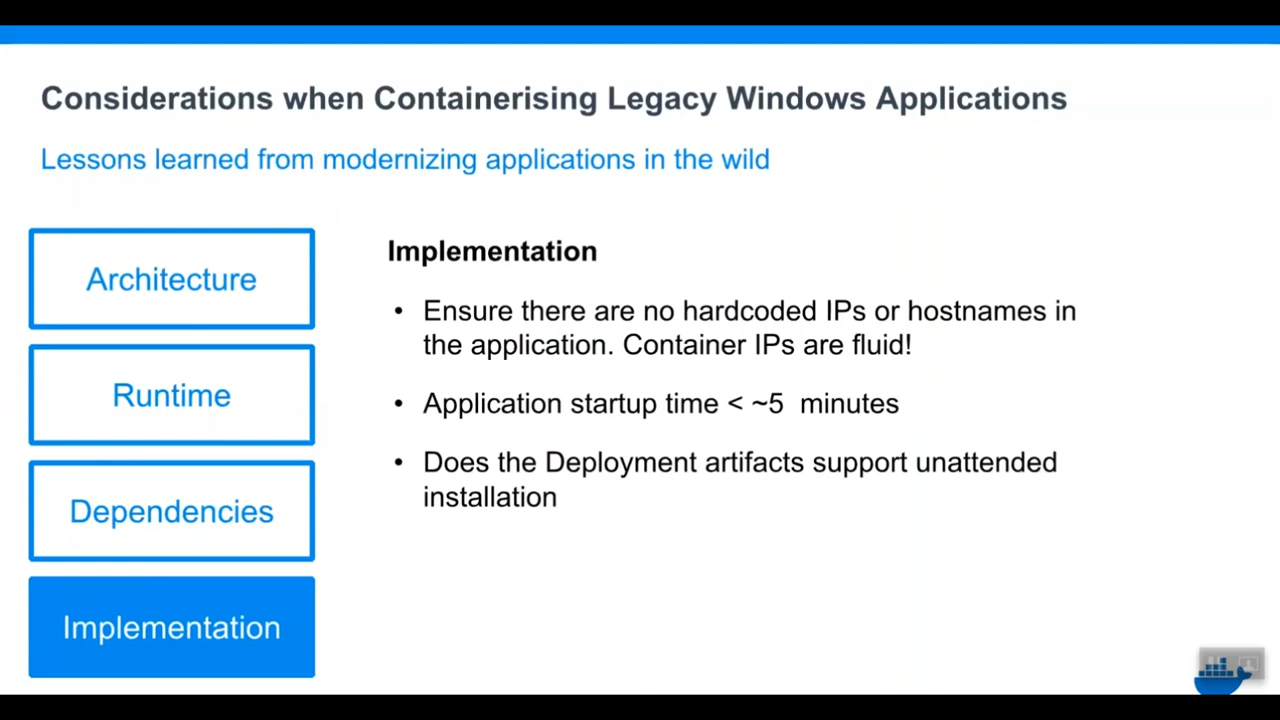 Considerations when Containerising Legacy Windows Applications
Lessons learned from modernizing applications in the wild
Architecture
Runtime
Dependencies
Implementation
Implementation
• Ensure there are no hardcoded IPs or hostnames in
the application. Container IPs are fluid!
• Application startup time < ~5 minutes
• Does the Deployment artifacts support unattended
installation